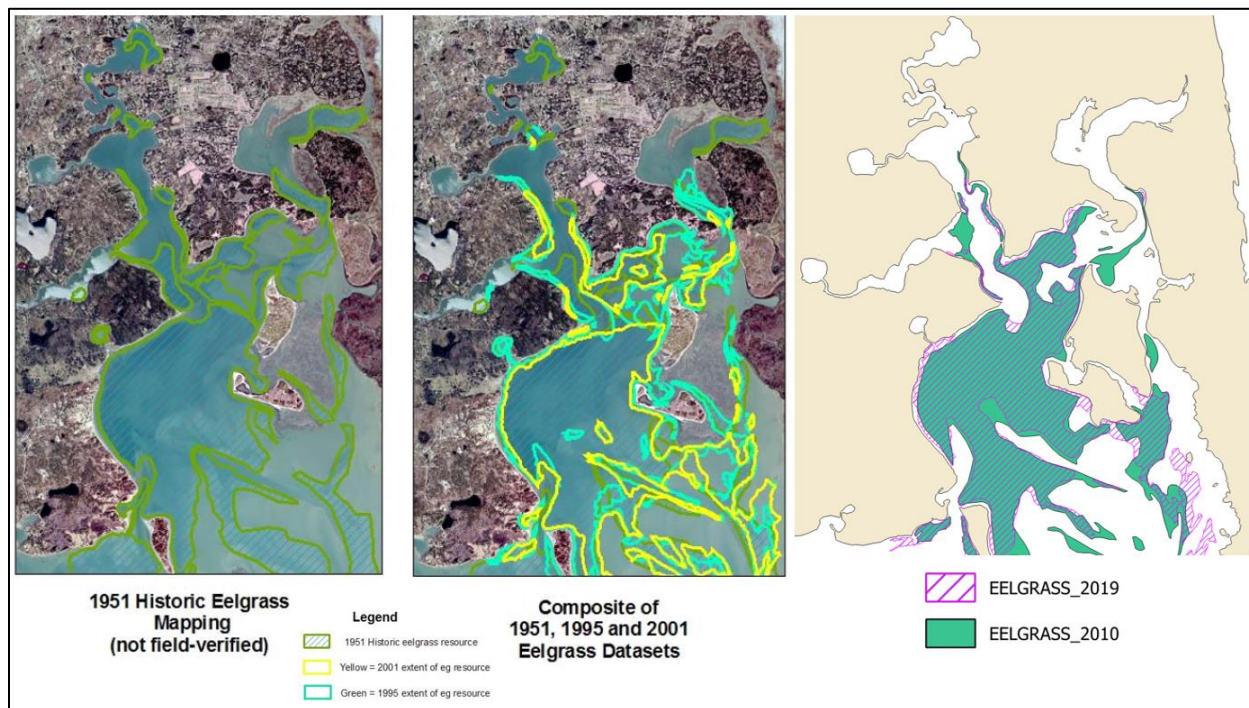 1951 Historic Eelgrass
Mapping
(not field-verified)
Legend
1951 Historic eelgrass resource
Yellow = 2001 extent of eg resource
Green = 1995 extent of eg resource
Composite of
1951, 1995 and 2001
Eelgrass Datasets
EELGRASS_2019
EELGRASS_2010